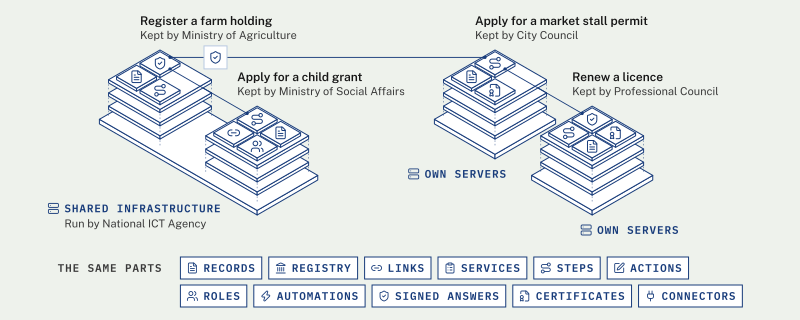 Register a farm holding
Kept by Ministry of Agriculture
Apply for a market stall permit
Kept by City Council
Apply for a child grant
Kept by Ministry of Social Affairs
Renew a licence
Kept by Professional Council
OWN SERVERS
SHARED INFRASTRUCTURE
Run by National ICT Agency
OWN SERVERS
THE SAME PARTS
RECORDS
REGISTRY
LINKS
SERVICES
STEPS
ACTIONS
ROLES
AUTOMATIONS
SIGNED ANSWERS
CERTIFICATES
CONNECTORS